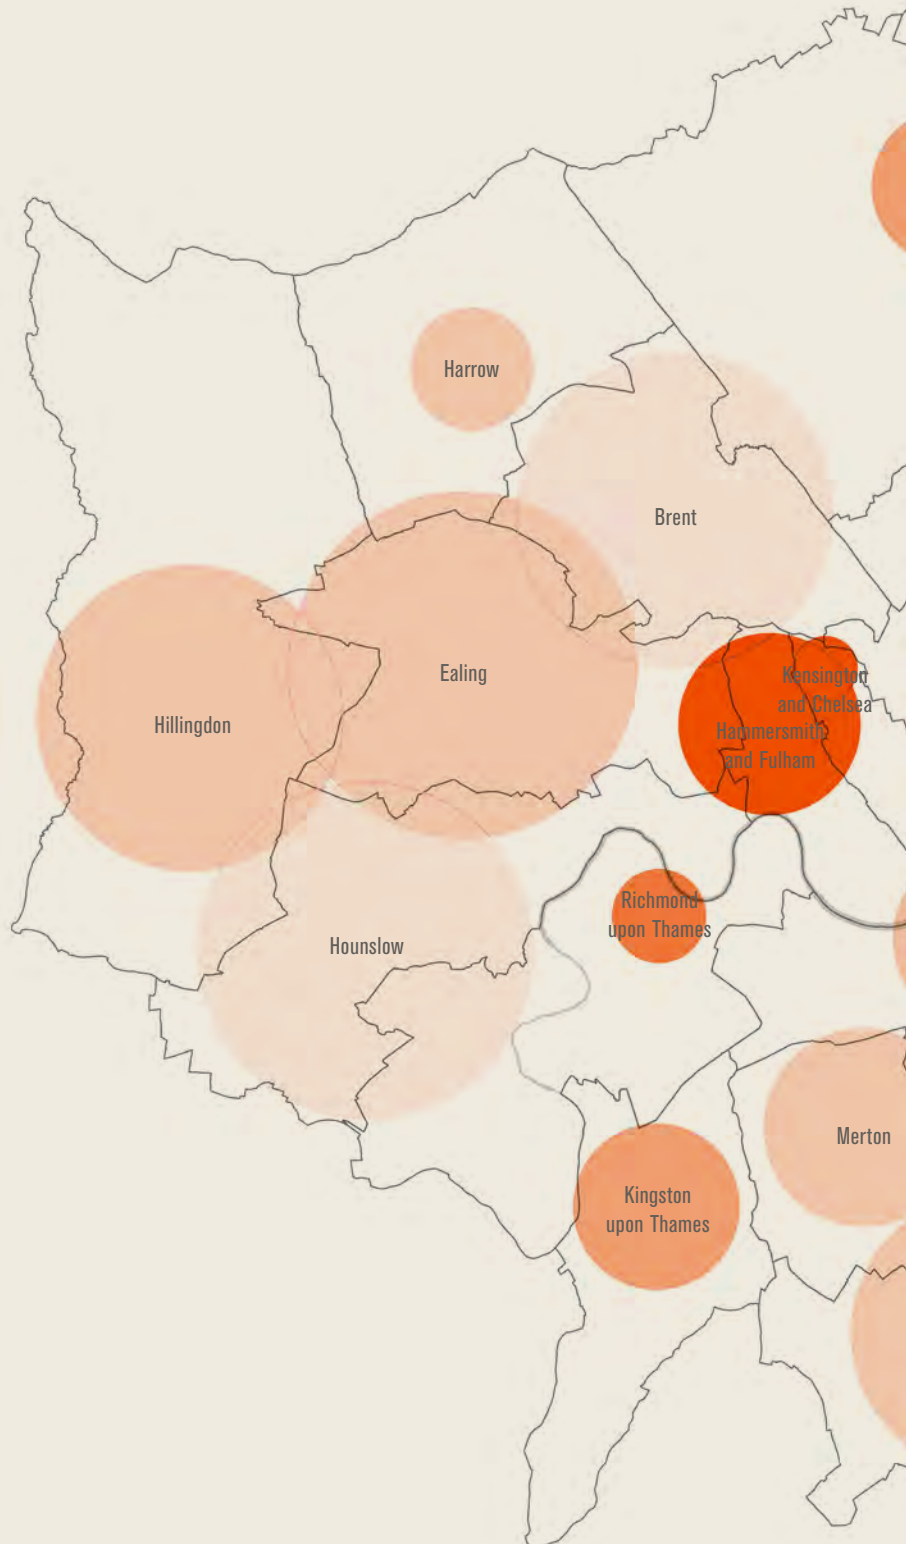 Harrow
Brent
Ealing
Kensington
and Chelsea
Hillingdon
Hammersmith
and Fulham
Richmond
upon Thames
Hounslow
Merton
Kingston
upon Thames